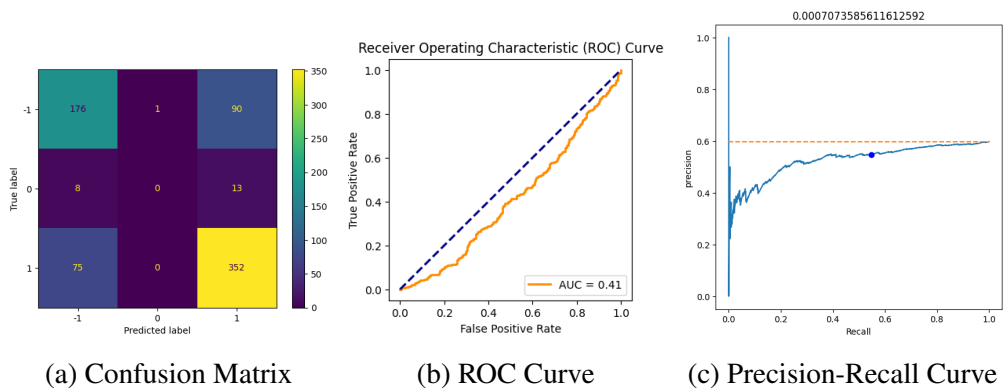 True label
-1
0
1
176 1 90
8 0 13
75 0 352
-1 0 1
Predicted label
350
300
250
200
150
100
50
0
(a) Confusion Matrix
Receiver Operating Characteristic (ROC) Curve
True Positive Rate
1.0
0.8
0.6
0.4
0.2
0.0
AUC = 0.41
0.0 0.2 0.4 0.6 0.8 1.0
False Positive Rate
(b) ROC Curve
0.0007073585611612592
precision
1.0
0.8
0.6
0.4
0.2
0.0
0.0 0.2 0.4 0.6 0.8 1.0
Recall
(c) Precision-Recall Curve